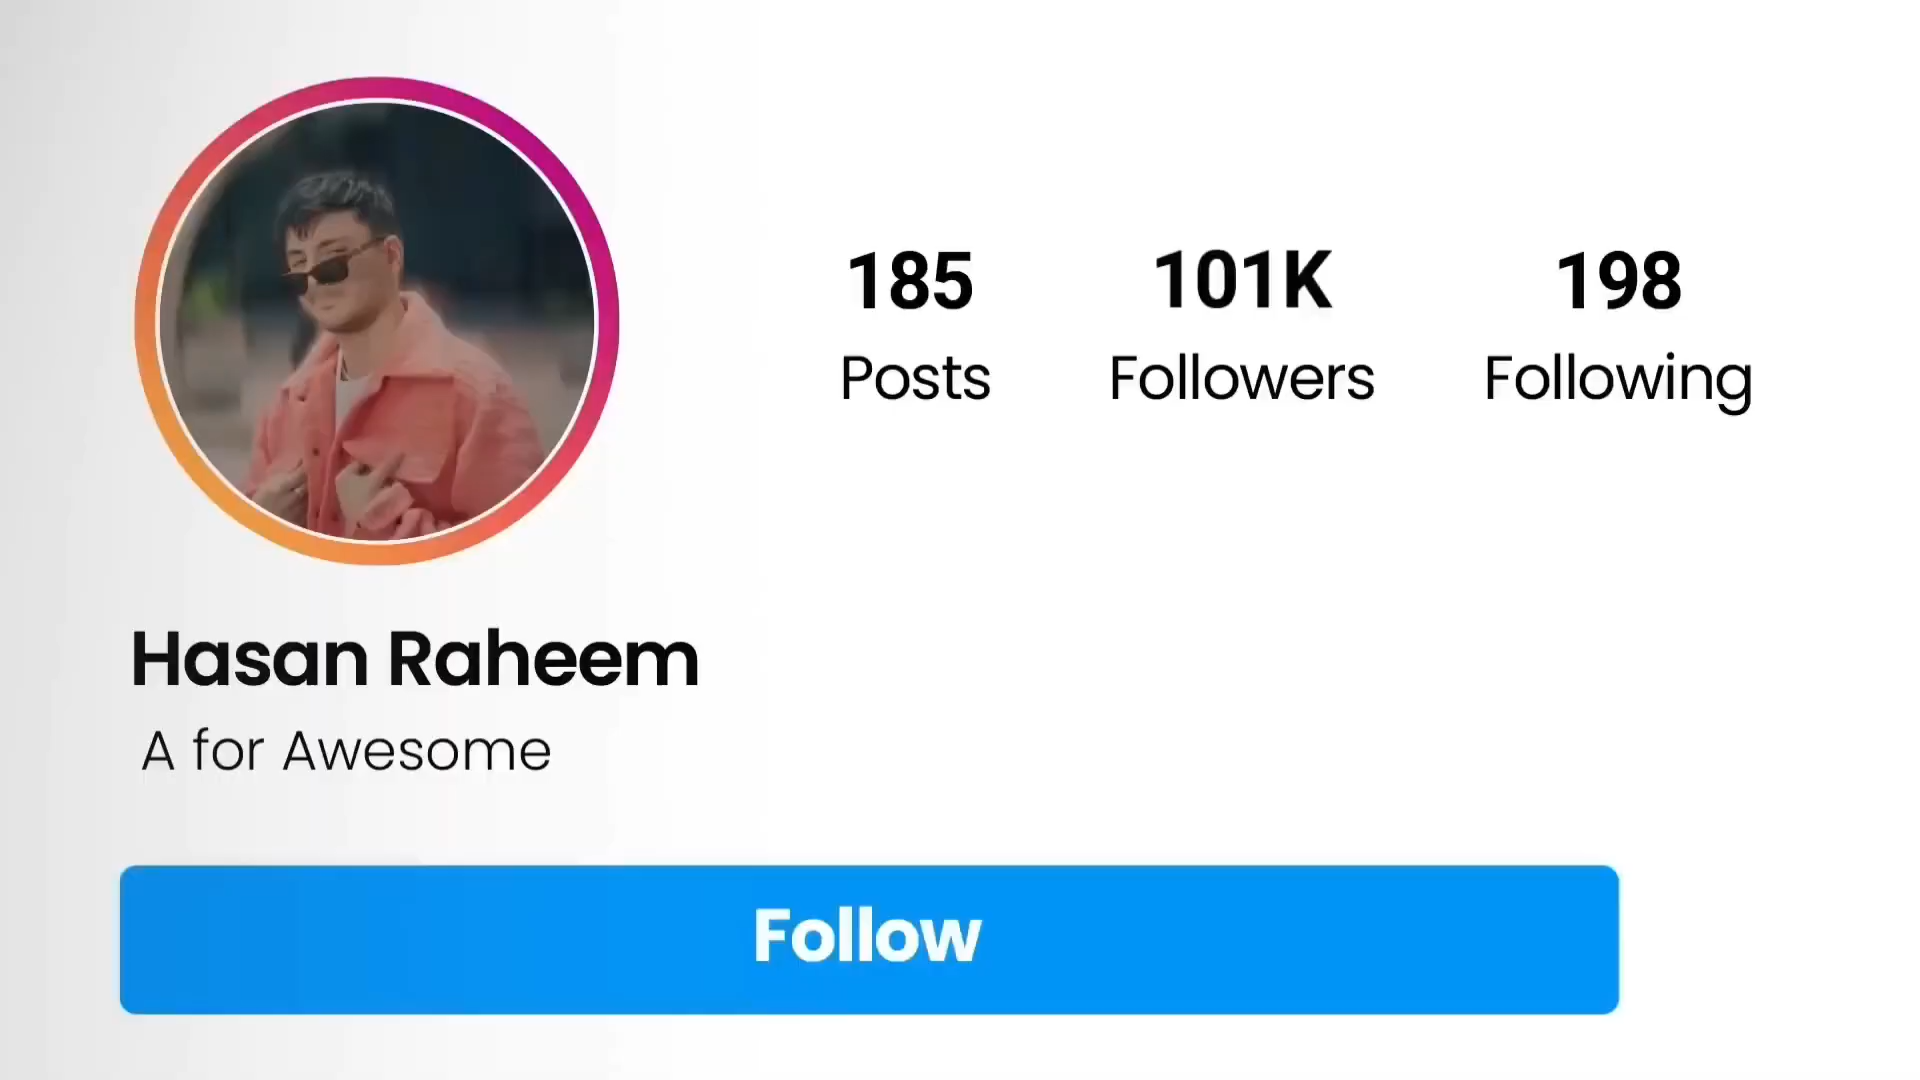 185 101K 198
Posts Followers Following
Hasan Raheem
A for Awesome
Follow